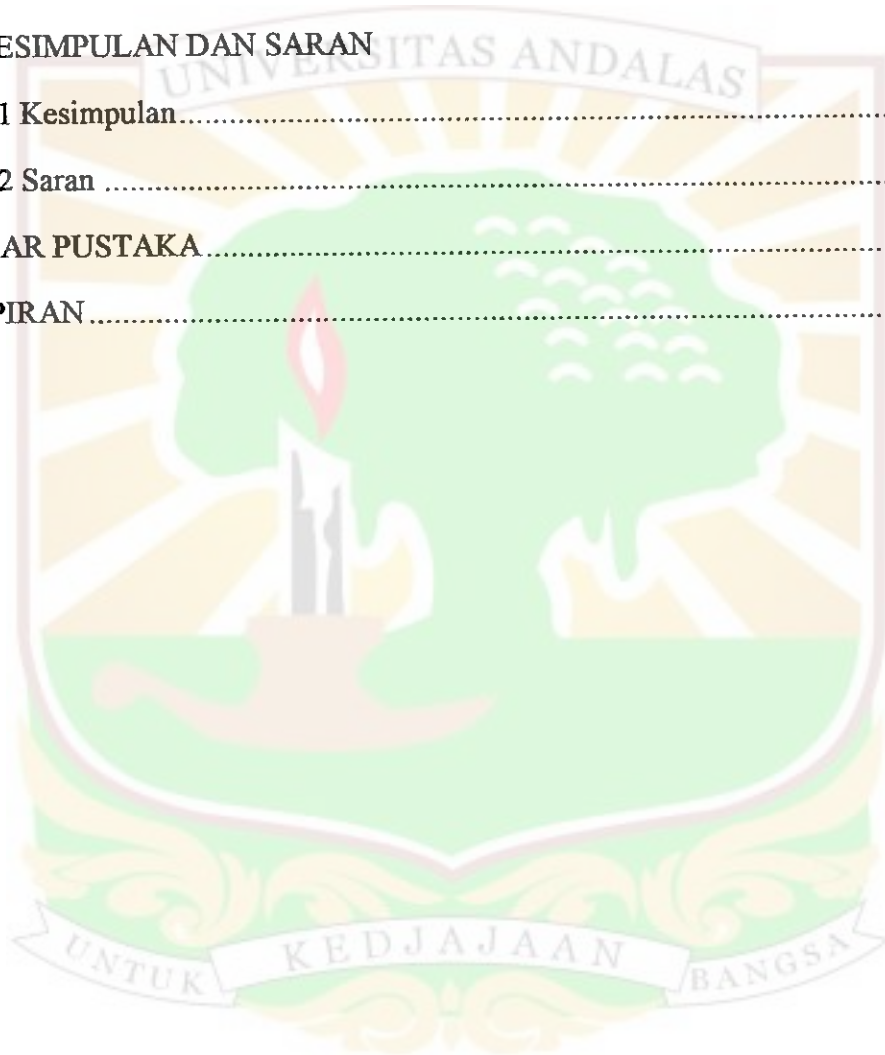 ESIMPULAN DAN SARAN
UNIVERSITAS ANDALAS
1 Kesimpulan................................................................................
2 Saran ................................................................................
AR PUSTAKA................................................................................
PIRAN................................................................................
UNTUK KEDJAJAAN BANGSA